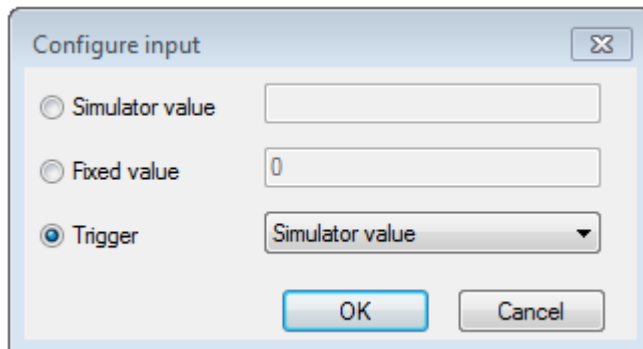 Configure input
Simulator value
Fixed value 0
Trigger Simulator value
OK Cancel